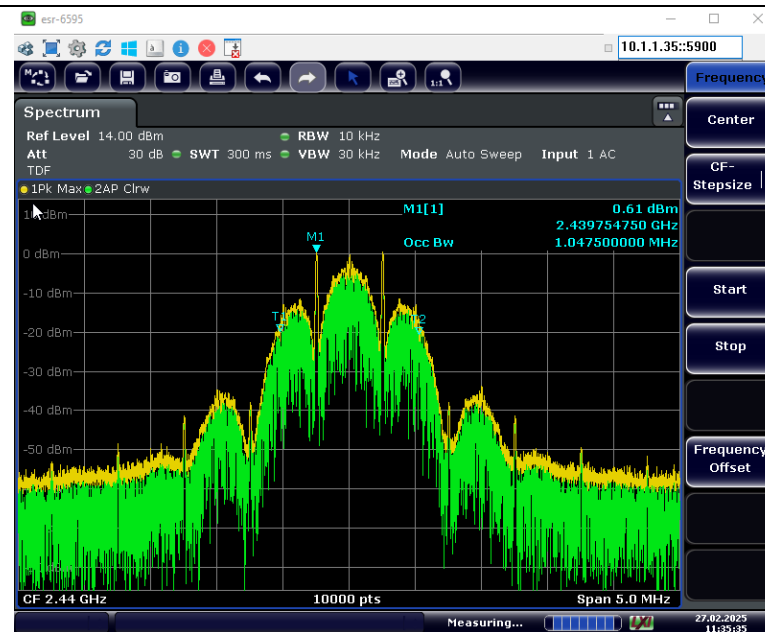 esr-6595
10.1.1.35::5900
Frequency
Spectrum
Ref Level 14.00 dBm RBW 10 kHz
Att 30 dB SWT 300 ms VBW 30 kHz Mode Auto Sweep Input 1 AC
TDF
1Pk Max 2AP Clrw
M1[1] 0.61 dBm
2.439754750 GHz
Occ Bw 1.047500000 MHz
M1
0 dBm
-10 dBm
-20 dBm
-30 dBm
-40 dBm
-50 dBm
CF 2.44 GHz 10000 pts Span 5.0 MHz
Center
CF-
Stepsize
Start
Stop
Frequency
Offset
Measuring...
27.02.2025
11:35:35